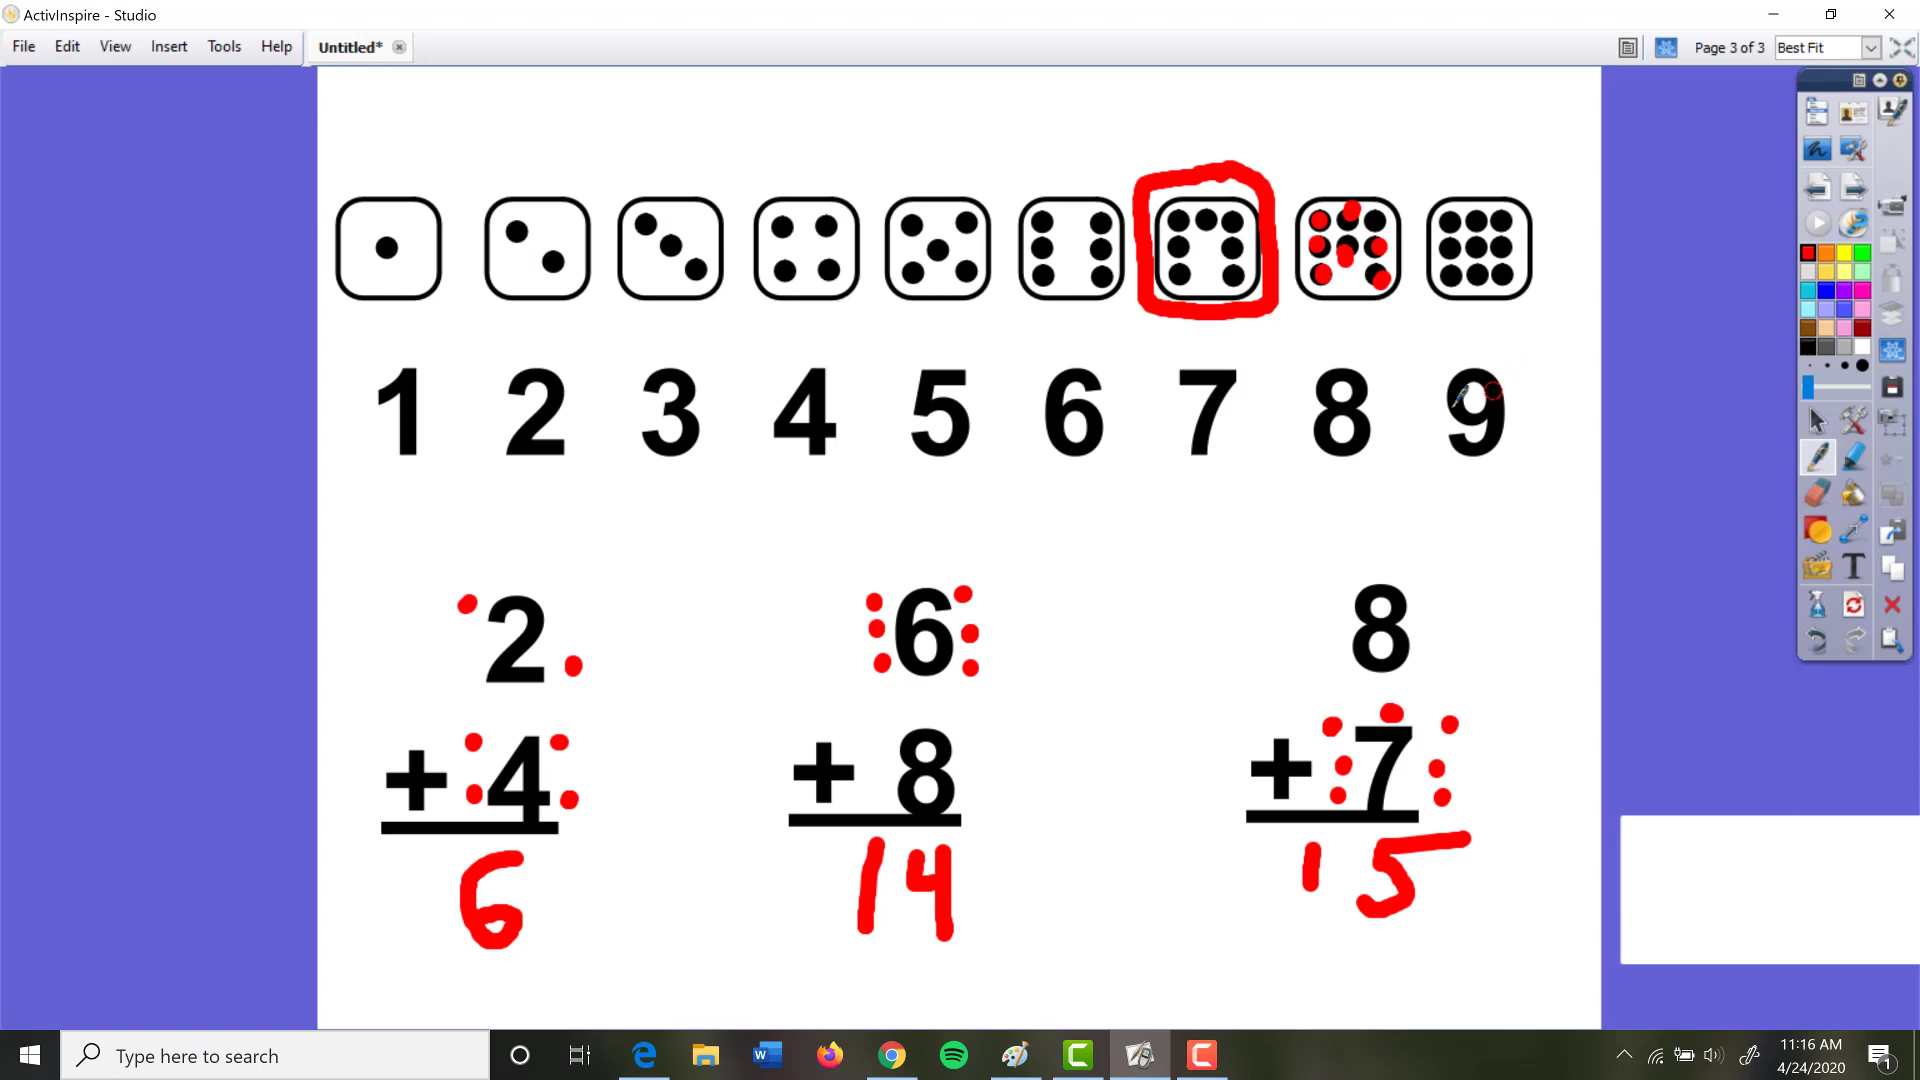 ActivInspire - Studio
File Edit View Insert Tools Help Untitled* Page 3 of 3 Best Fit
1 2 3 4 5 6 7 8 9
2 6 8
+ 4 + 8 + 7
6 14 15
Type here to search
11:16 AM
4/24/2020
1